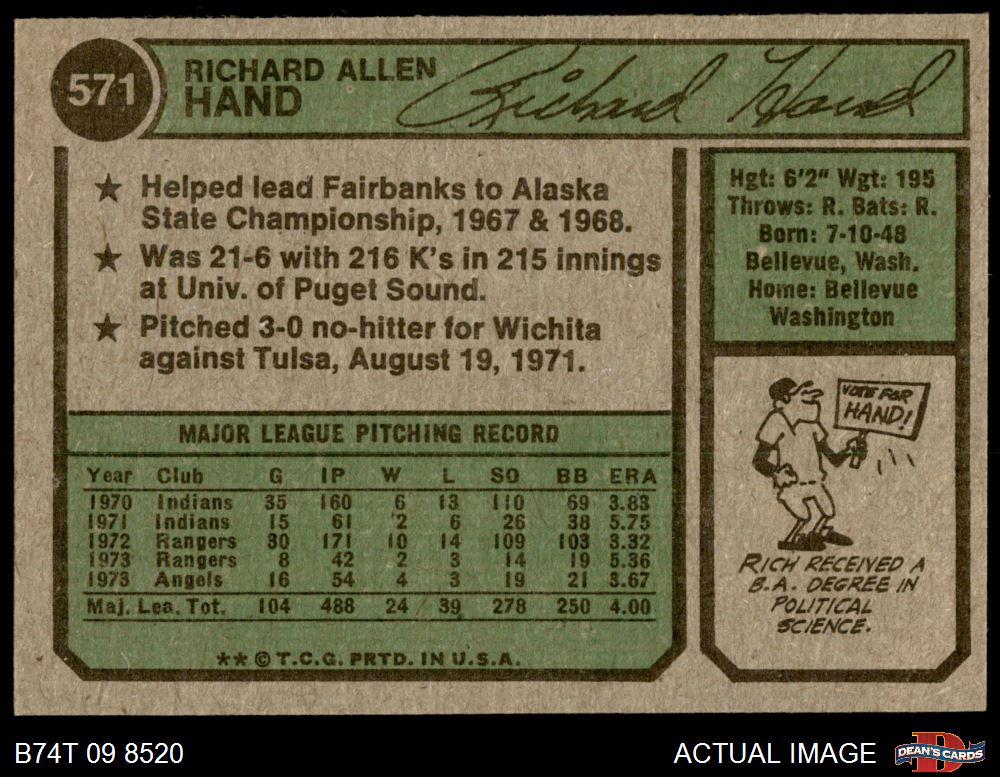 571
RICHARD ALLEN
HAND
Richard Hand
★ Helped lead Fairbanks to Alaska
State Championship, 1967 & 1968.
★ Was 21-6 with 216 K's in 215 innings
at Univ. of Puget Sound.
★ Pitched 3-0 no-hitter for Wichita
against Tulsa, August 19, 1971.
MAJOR LEAGUE PITCHING RECORD
Year Club G IP W L SO BB ERA
1970 Indians 35 160 6 13 110 69 3.83
1971 Indians 15 61 2 6 26 38 5.75
1972 Rangers 30 171 10 14 109 103 3.32
1973 Rangers 8 42 2 3 14 19 5.36
1973 Angels 16 54 4 3 19 21 3.67
Maj. Lea. Tot. 104 488 24 39 278 250 4.00
** © T.C.G. PRTD. IN U.S.A.
Hgt: 6'2" Wgt: 195
Throws: R. Bats: R.
Born: 7-10-48
Bellevue, Wash.
Home: Bellevue
Washington
VOTE FOR
HAND!
RICH RECEIVED A
B.A. DEGREE IN
POLITICAL
SCIENCE.
B74T 09 8520
ACTUAL IMAGE
D
DEAN'S CARDS